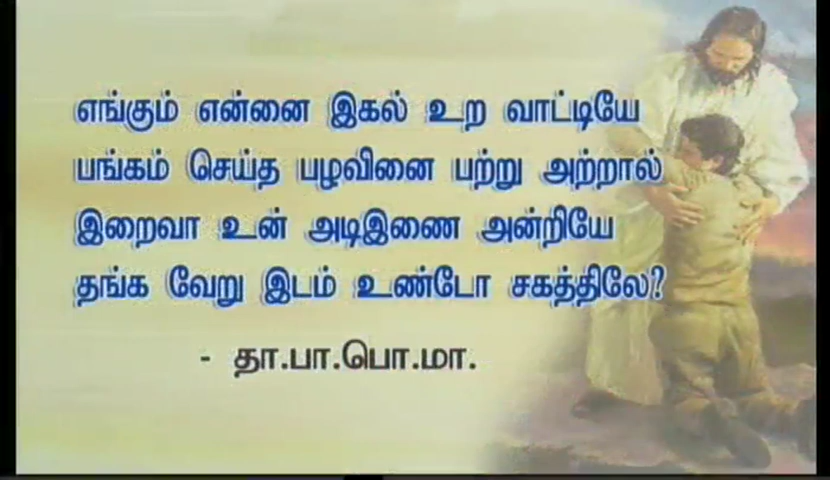 எங்கும் என்னை இகல் உற வாட்டியே
பங்கம் செய்த பழவினை பற்று அற்றால்
இறைவா உன் அடிஇணை அன்றியே
தங்க வேறு இடம் உண்டோ சகத்திலே?
- தா.பா.பொ.மா.